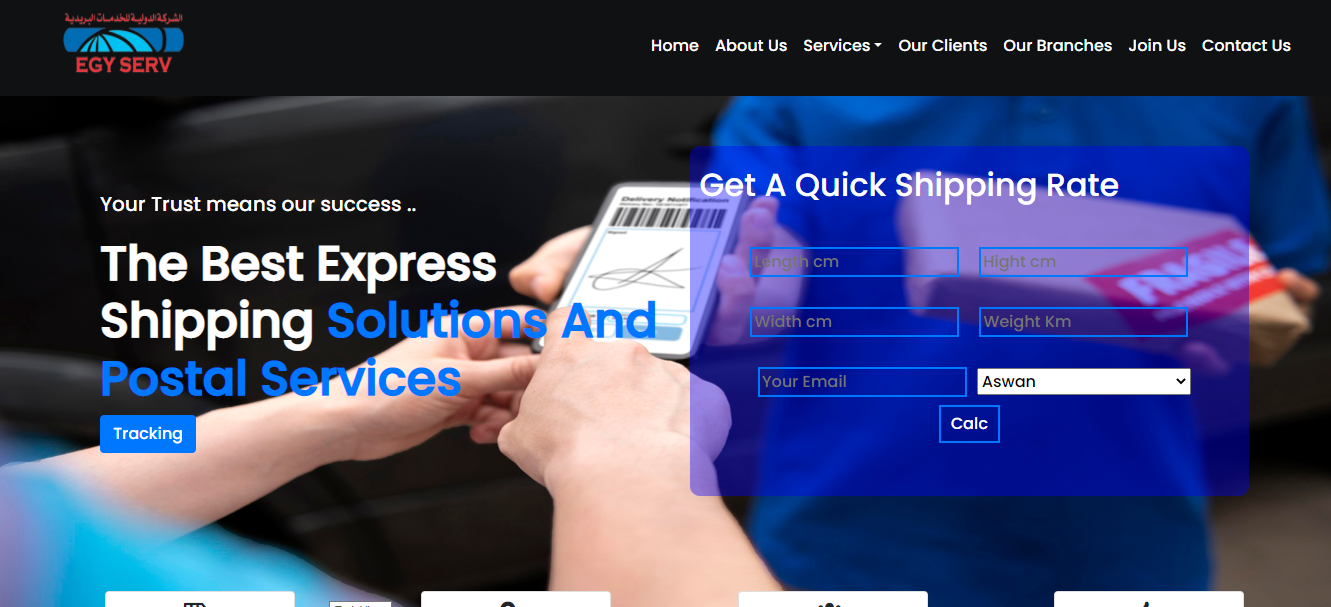 الشركة الدولية للخدمات البريدية
EGY SERV
Home About Us Services Our Clients Our Branches Join Us Contact Us
Your Trust means our success ..
The Best Express
Shipping Solutions And
Postal Services
Tracking
Delivery Notification
Get A Quick Shipping Rate
Length cm Hight cm
Width cm Weight Km
Your Email Aswan
Calc
FRAGILE